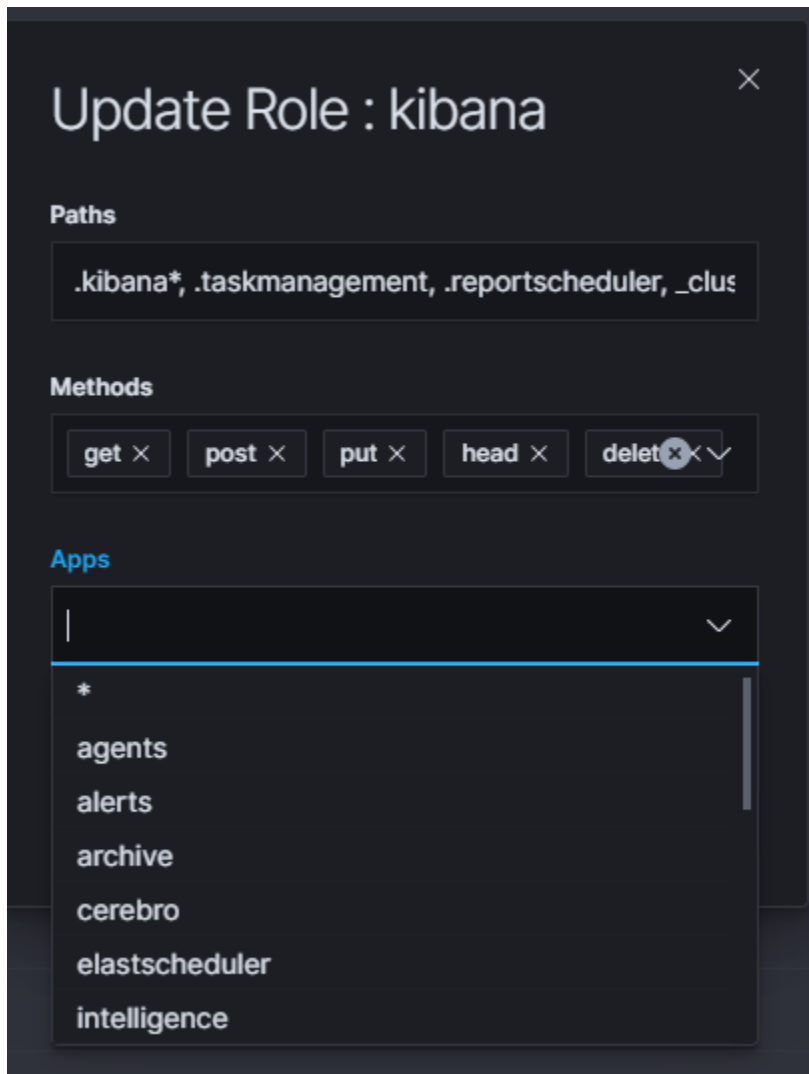 Update Role : kibana
Paths
.kibana*, .taskmanagement, .reportscheduler, _clus
Methods
get post put head delet
Apps
*
agents
alerts
archive
cerebro
elastscheduler
intelligence